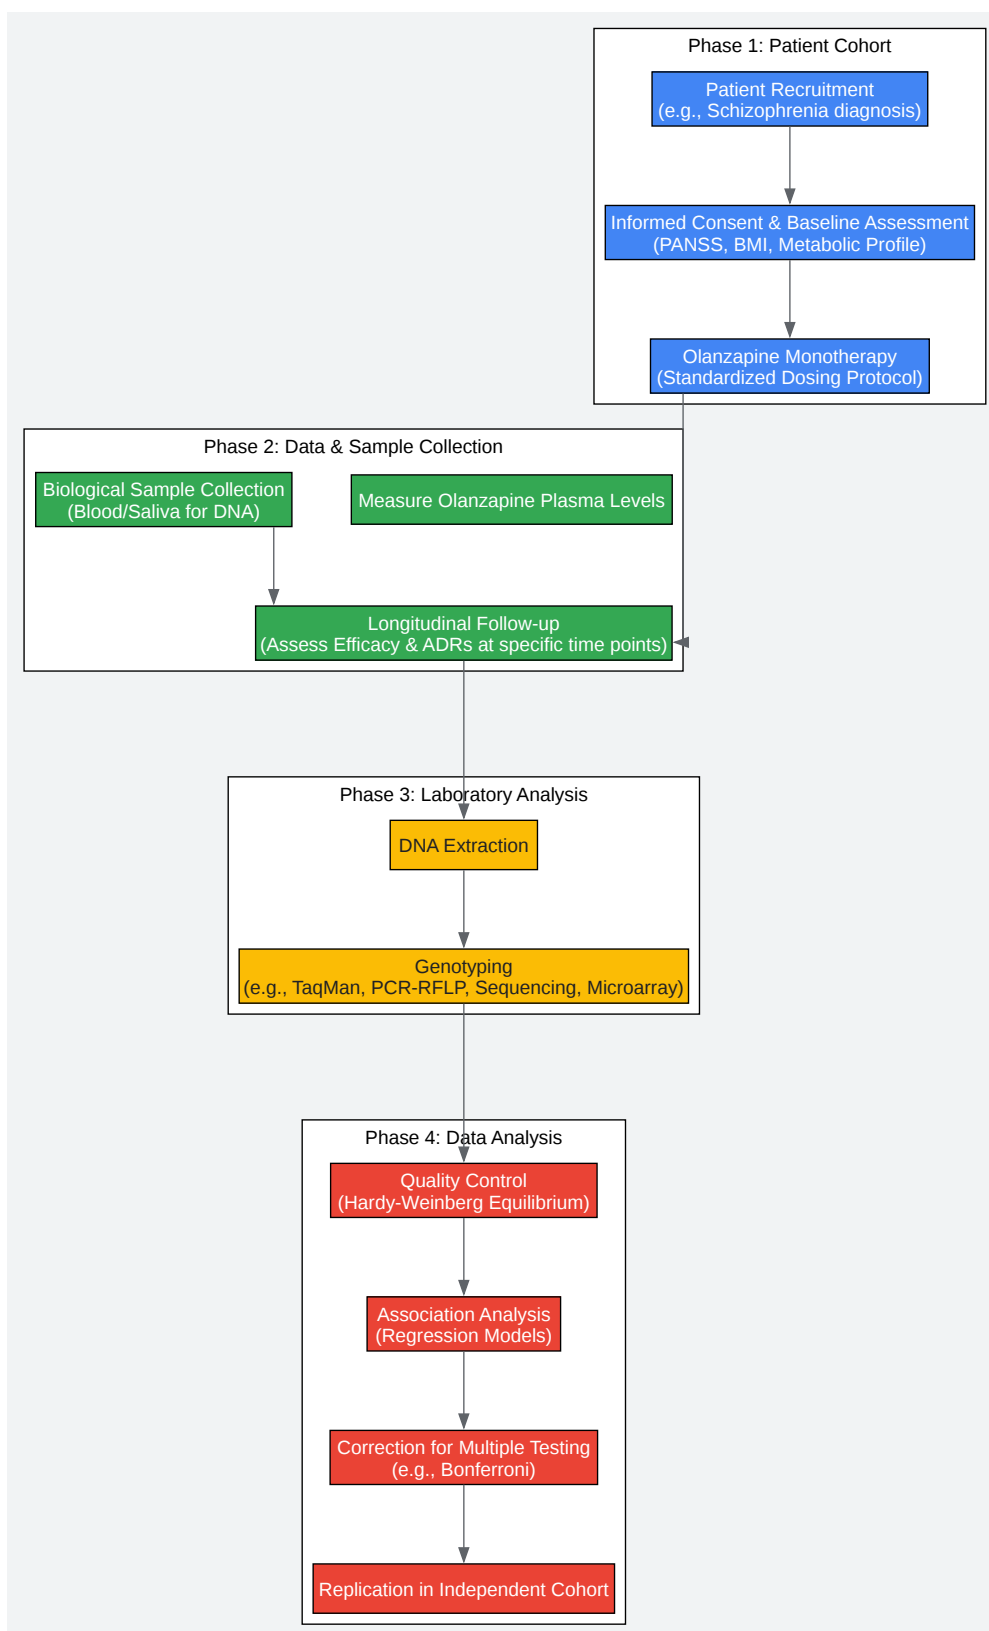 Phase 1: Patient Cohort
Patient Recruitment
(e.g., Schizophrenia diagnosis)
Informed Consent & Baseline Assessment
(PANSS, BMI, Metabolic Profile)
Olanzapine Monotherapy
(Standardized Dosing Protocol)
Phase 2: Data & Sample Collection
Biological Sample Collection
(Blood/Saliva for DNA)
Measure Olanzapine Plasma Levels
Longitudinal Follow-up
(Assess Efficacy & ADRs at specific time points)
Phase 3: Laboratory Analysis
DNA Extraction
Genotyping
(e.g., TaqMan, PCR-RFLP, Sequencing, Microarray)
Phase 4: Data Analysis
Quality Control
(Hardy-Weinberg Equilibrium)
Association Analysis
(Regression Models)
Correction for Multiple Testing
(e.g., Bonferroni)
Replication in Independent Cohort